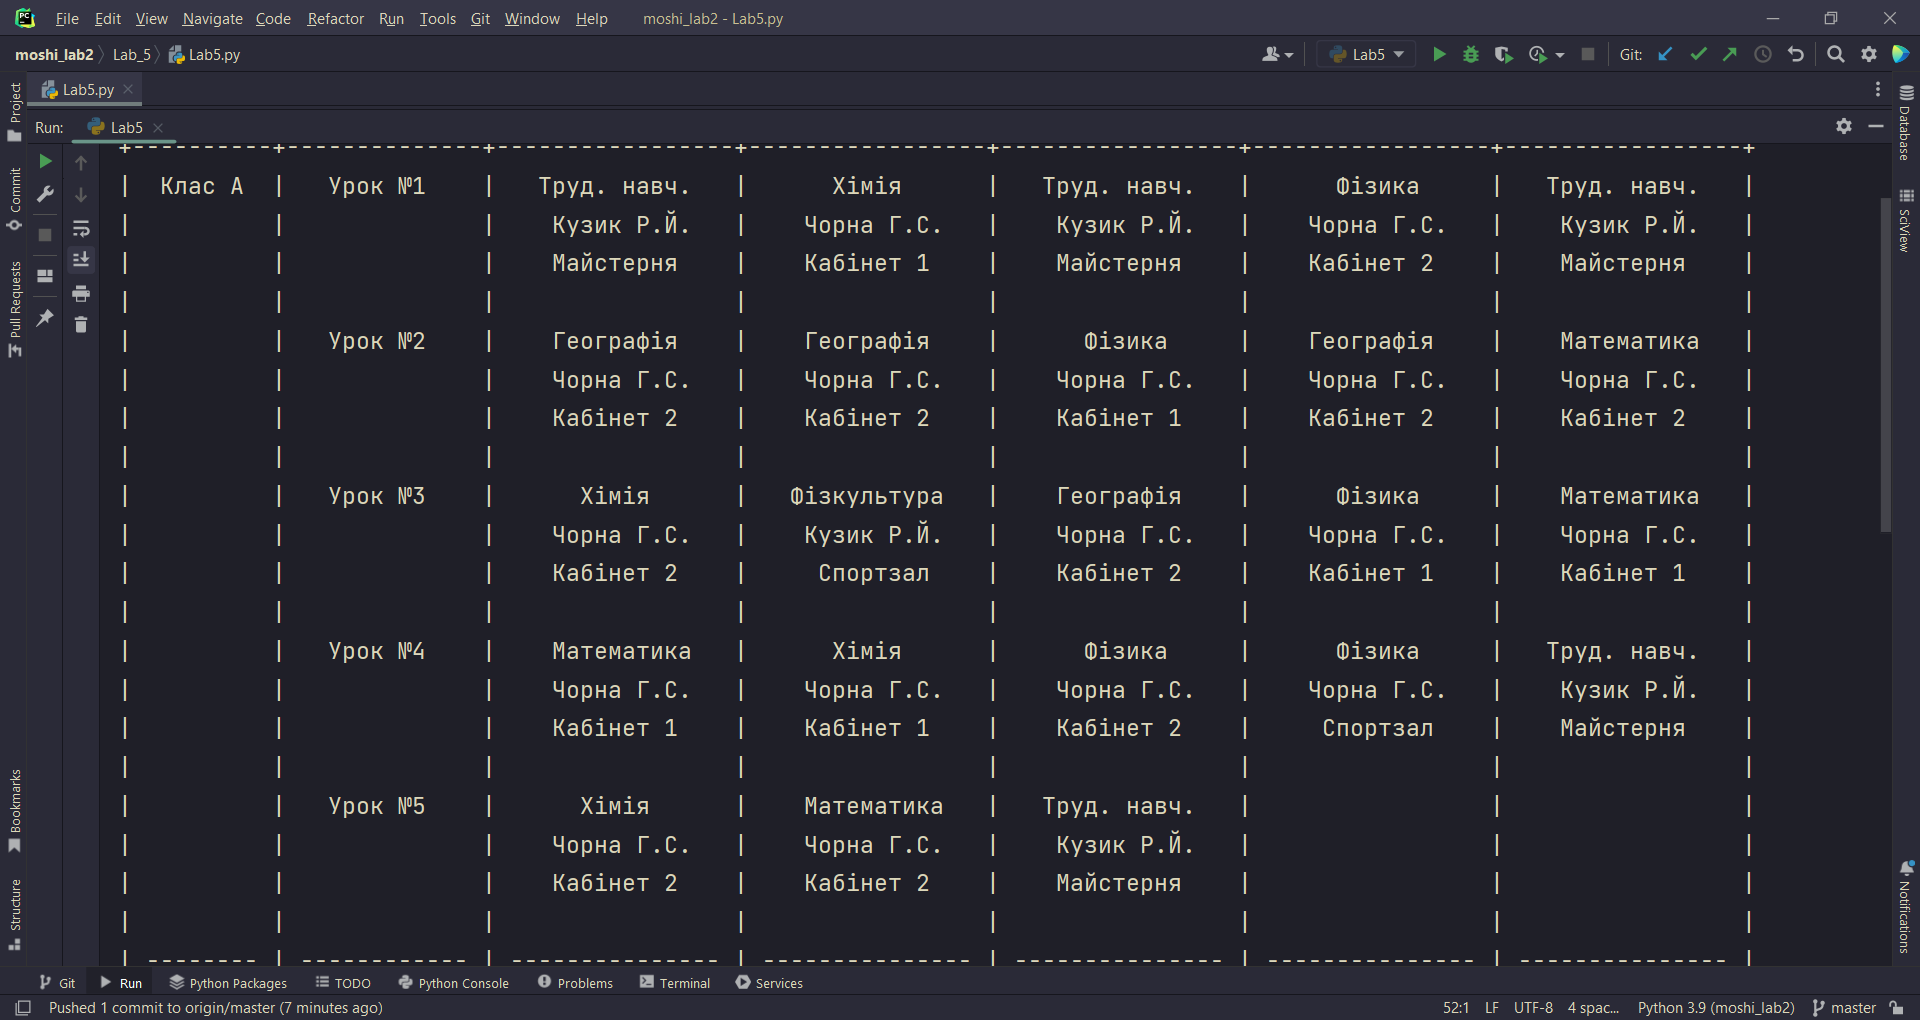 File Edit View Navigate Code Refactor Run Tools Git Window Help moshi_lab2 - Lab5.py
moshi_lab2 Lab_5 Lab5.py Lab5 Git:
Project Lab5.py
Run: Lab5
Database
Commit
SciView
Pull Requests
+----------+--------------+-----------------+-----------------+-----------------+-----------------+-----------------+
| Клас А | Урок №1 | Труд. навч. | Хімія | Труд. навч. | Фізика | Труд. навч. |
| | | Кузик Р.Й. | Чорна Г.С. | Кузик Р.Й. | Чорна Г.С. | Кузик Р.Й. |
| | | Майстерня | Кабінет 1 | Майстерня | Кабінет 2 | Майстерня |
| | | | | | | |
| | Урок №2 | Географія | Географія | Фізика | Географія | Математика |
| | | Чорна Г.С. | Чорна Г.С. | Чорна Г.С. | Чорна Г.С. | Чорна Г.С. |
| | | Кабінет 2 | Кабінет 2 | Кабінет 1 | Кабінет 2 | Кабінет 2 |
| | | | | | | |
| | Урок №3 | Хімія | Фізкультура | Географія | Фізика | Математика |
| | | Чорна Г.С. | Кузик Р.Й. | Чорна Г.С. | Чорна Г.С. | Чорна Г.С. |
| | | Кабінет 2 | Спортзал | Кабінет 2 | Кабінет 1 | Кабінет 1 |
| | | | | | | |
| | Урок №4 | Математика | Хімія | Фізика | Фізика | Труд. навч. |
| | | Чорна Г.С. | Чорна Г.С. | Чорна Г.С. | Чорна Г.С. | Кузик Р.Й. |
| | | Кабінет 1 | Кабінет 1 | Кабінет 2 | Спортзал | Майстерня |
| | | | | | | |
| | Урок №5 | Хімія | Математика | Труд. навч. | | |
| | | Чорна Г.С. | Чорна Г.С. | Кузик Р.Й. | | |
| | | Кабінет 2 | Кабінет 2 | Майстерня | | |
| | | | | | | |
| -------- | ------------ | --------------- | --------------- | --------------- | --------------- | --------------- |
Bookmarks
Structure
Notifications
Git Run Python Packages TODO Python Console Problems Terminal Services
Pushed 1 commit to origin/master (7 minutes ago) 52:1 LF UTF-8 4 spac... Python 3.9 (moshi_lab2) master